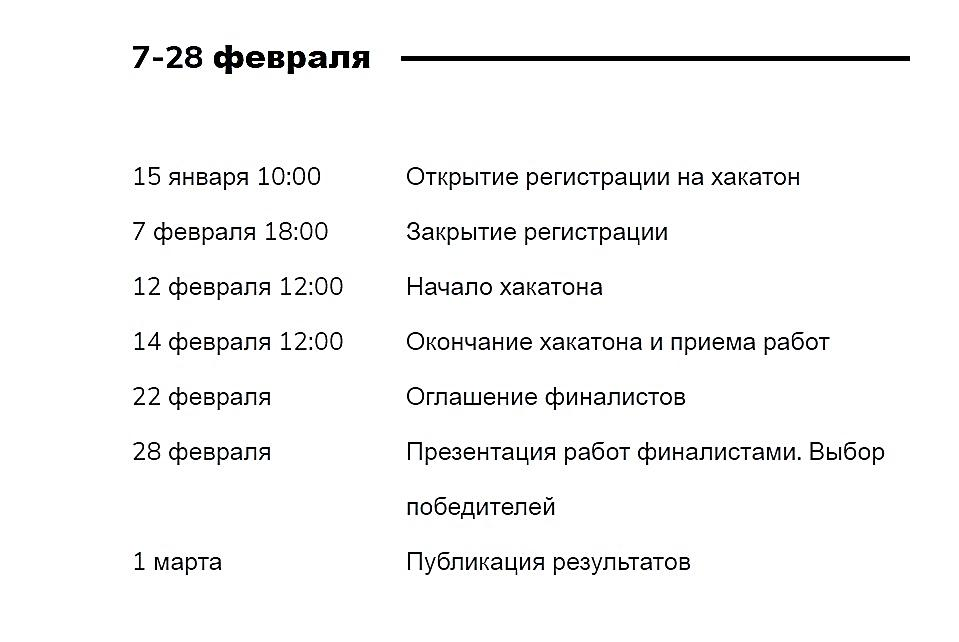 7-28 февраля
15 января 10:00 Открытие регистрации на хакатон
7 февраля 18:00 Закрытие регистрации
12 февраля 12:00 Начало хакатона
14 февраля 12:00 Окончание хакатона и приема работ
22 февраля Оглашение финалистов
28 февраля Презентация работ финалистами. Выбор
победителей
1 марта Публикация результатов